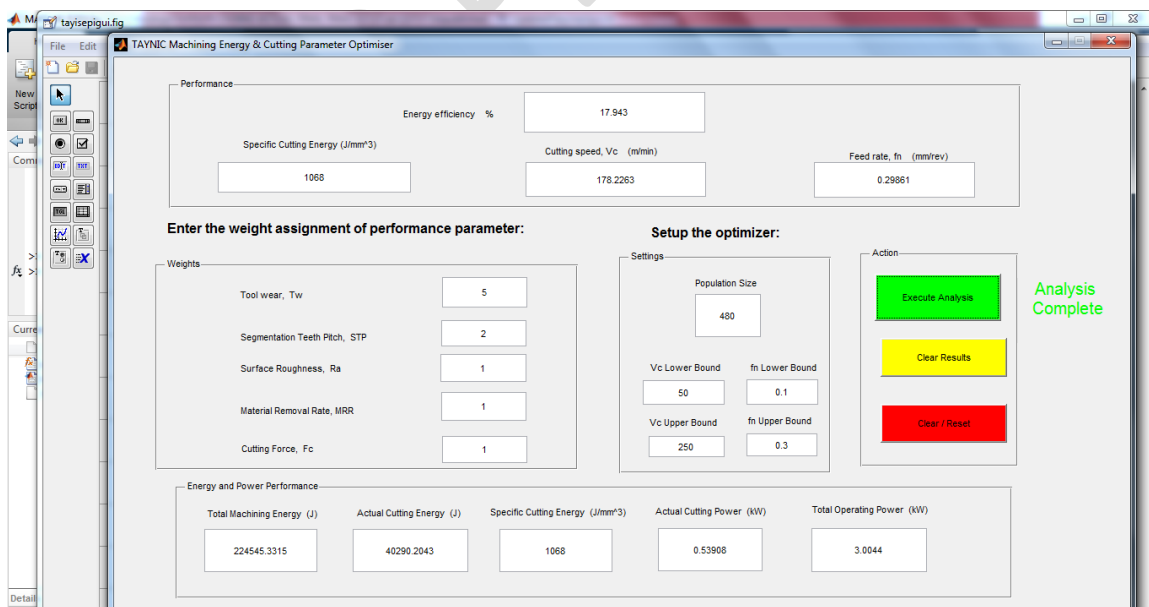 MA
tayisepigui.fig
File Edit
TAYNIC Machining Energy & Cutting Parameter Optimiser
New
Script
Performance
Energy efficiency %
17.943
Specific Cutting Energy (J/mm^3)
Cutting speed, Vc (m/min)
Feed rate, fn (mm/rev)
1068
178.2263
0.29861
Enter the weight assignment of performance parameter:
Setup the optimizer:
Weights
Settings
Action
Tool wear, Tw
5
Population Size
480
Execute Analysis
Analysis
Complete
Segmentation Teeth Pitch, STP
2
Surface Roughness, Ra
1
Vc Lower Bound
fn Lower Bound
Clear Results
50
0.1
Material Removal Rate, MRR
1
Vc Upper Bound
fn Upper Bound
Clear / Reset
Cutting Force, Fc
1
250
0.3
Energy and Power Performance
Total Machining Energy (J)
Actual Cutting Energy (J)
Specific Cutting Energy (J/mm^3)
Actual Cutting Power (kW)
Total Operating Power (kW)
224545.3315
40290.2043
1068
0.53908
3.0044
Com
fx >
Curre
Detail